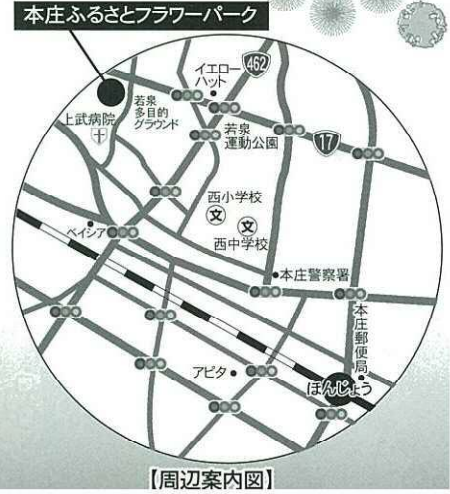 本庄ふるさとフラワーパーク
イエロー
ハット
462
上武病院
若泉
多目的
グラウンド
若泉
運動公園
17
西小学校
文
文
西中学校
ベイシア
本庄警察署
本庄郵便局
アピタ
ほんじょう
【周辺案内図】